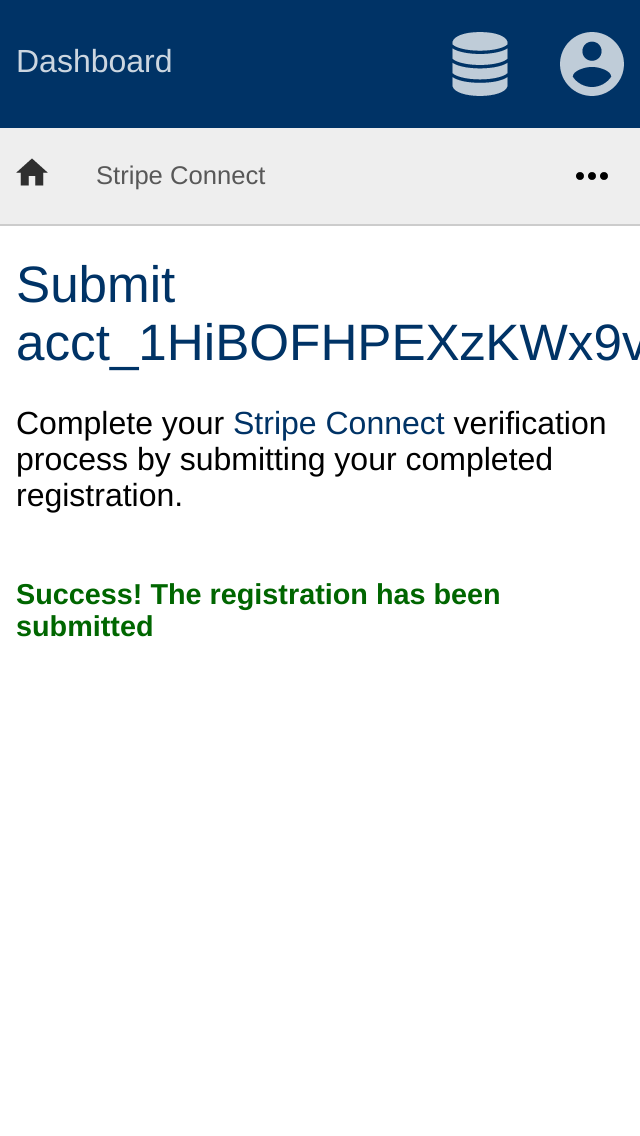 Dashboard
Stripe Connect
Submit
acct_1HiBOFHPEXzKWx9v
Complete your Stripe Connect verification
process by submitting your completed
registration.
Success! The registration has been
submitted